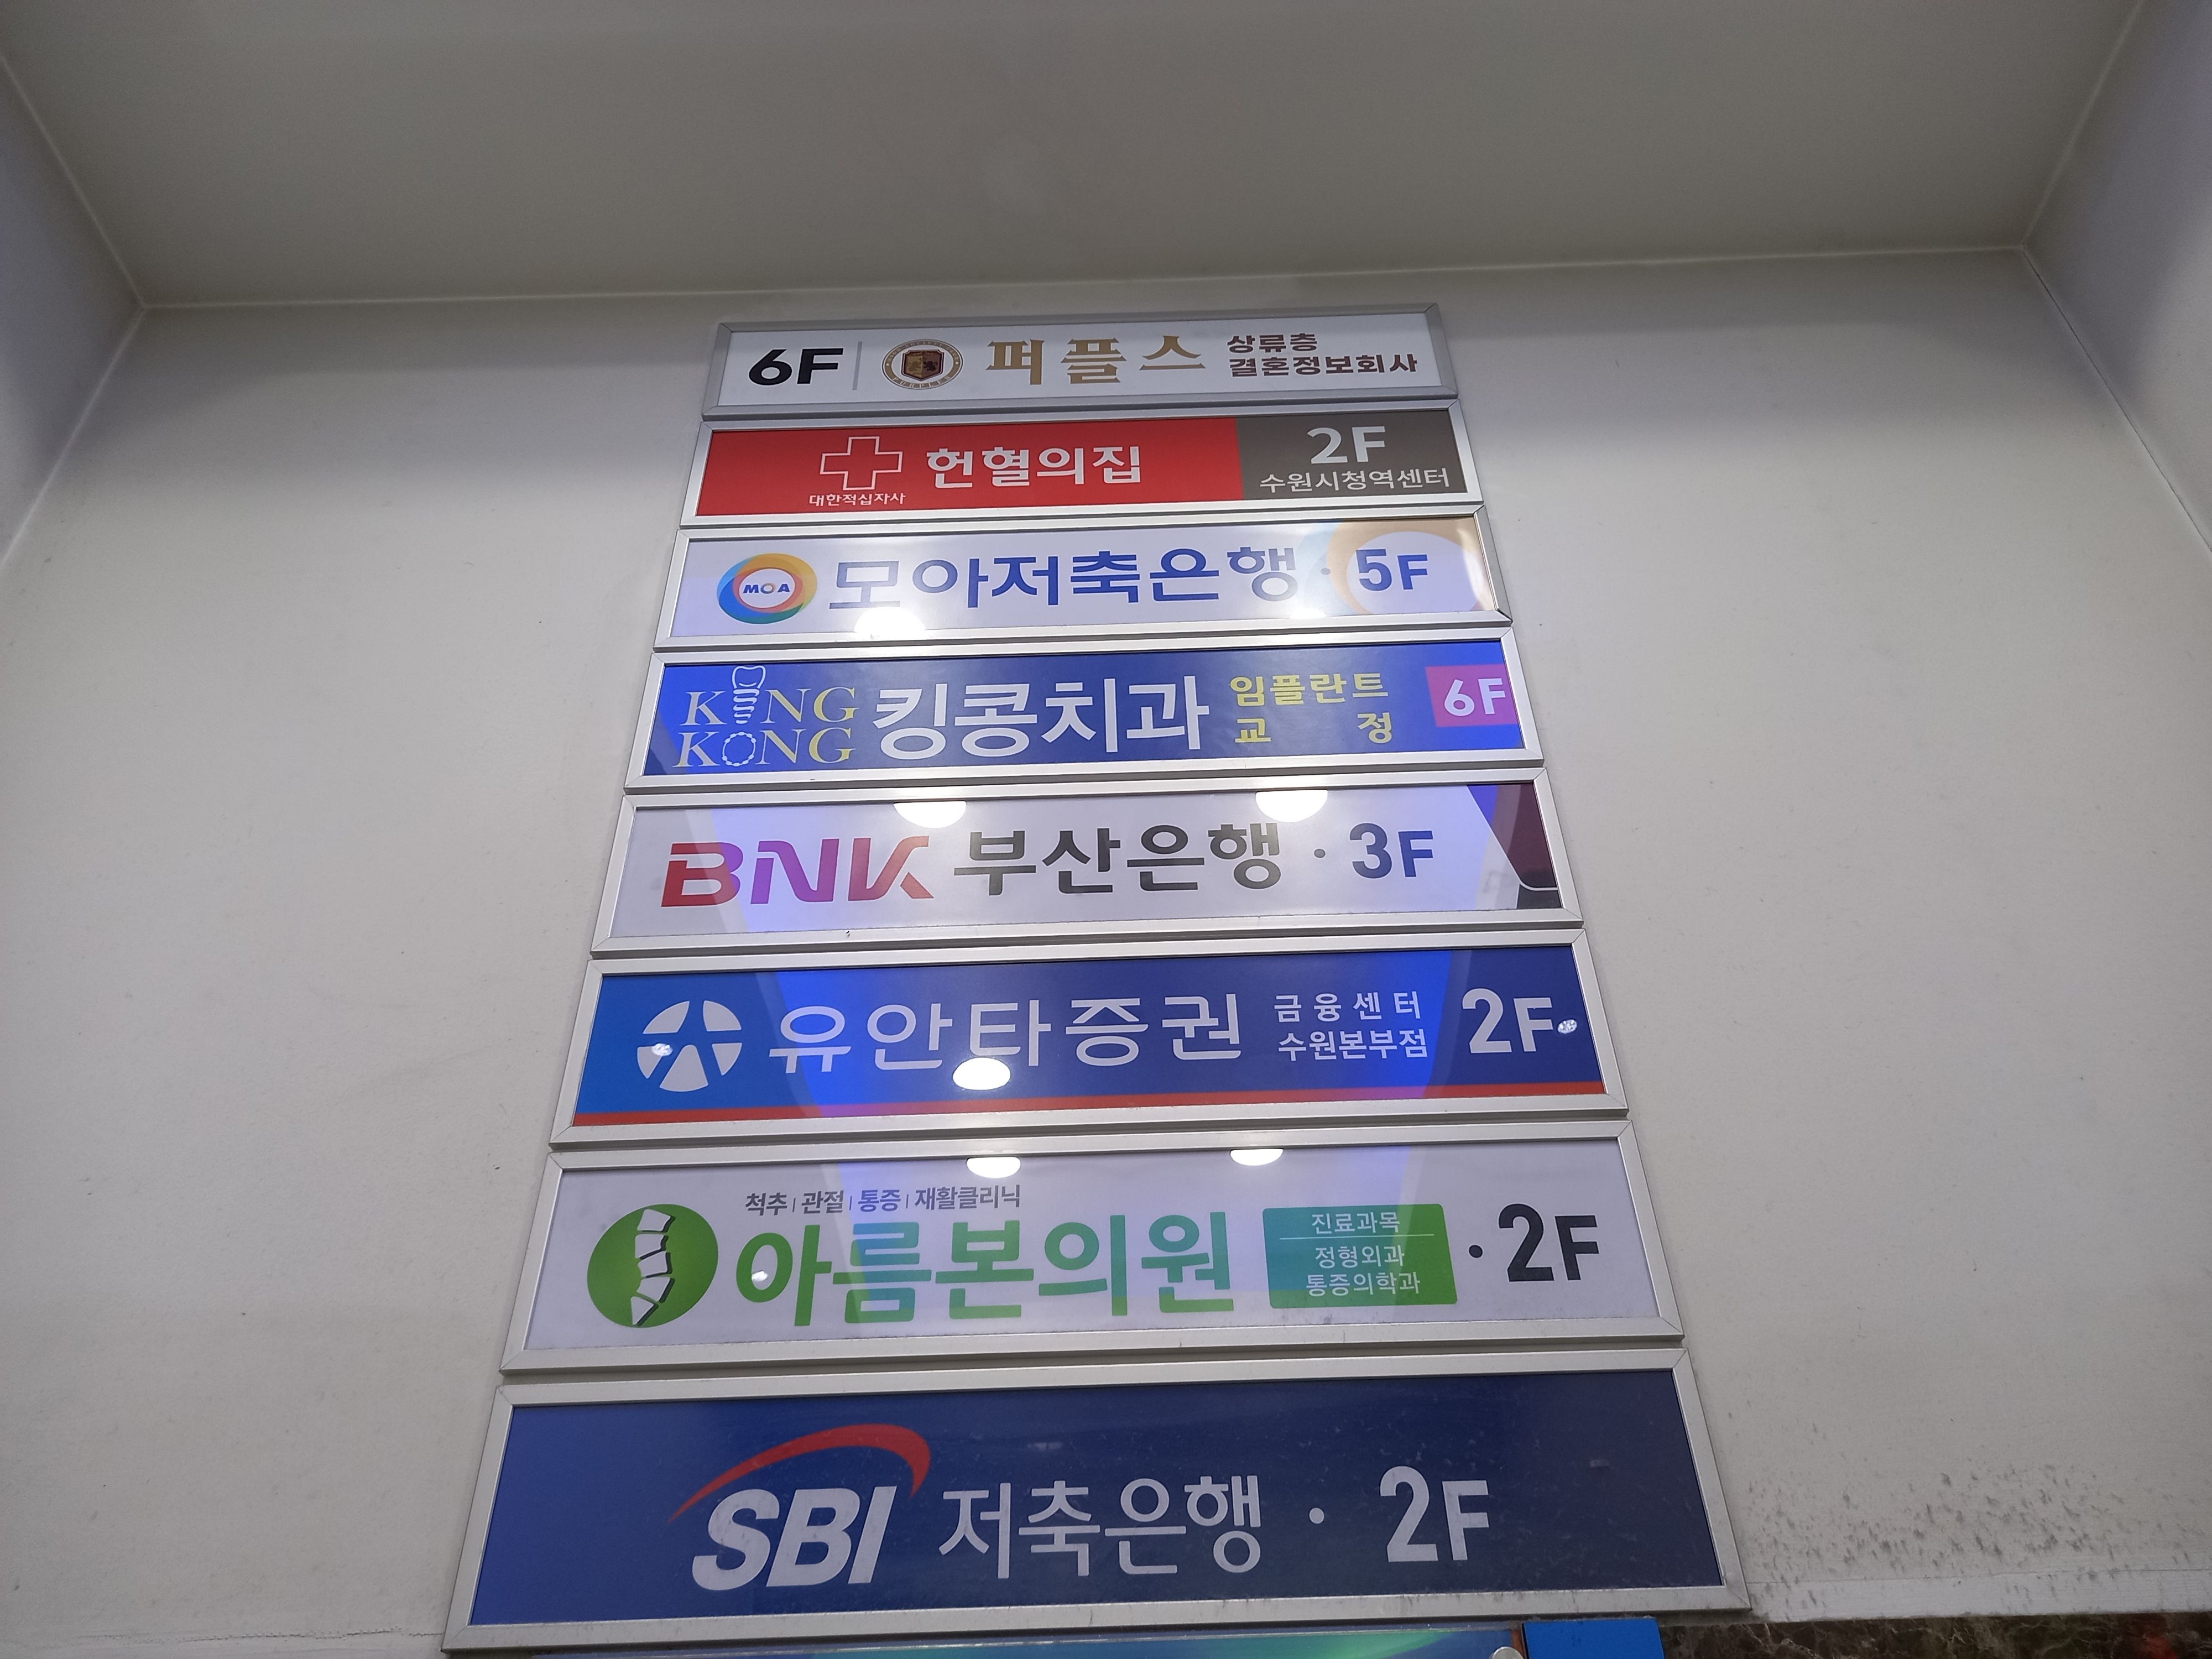 6F 퍼플스 상류층
결혼정보회사
대한적십자사 헌혈의집 2F
수원시청역센터
MOA 모아저축은행 · 5F
KING
KONG 킹콩치과 임플란트
교 정 6F
BNK 부산은행 · 3F
유안타증권 금융센터
수원본부점 2F
척추 | 관절 | 통증 | 재활클리닉
아름본의원 진료과목
정형외과
통증의학과 · 2F
SBI 저축은행 · 2F